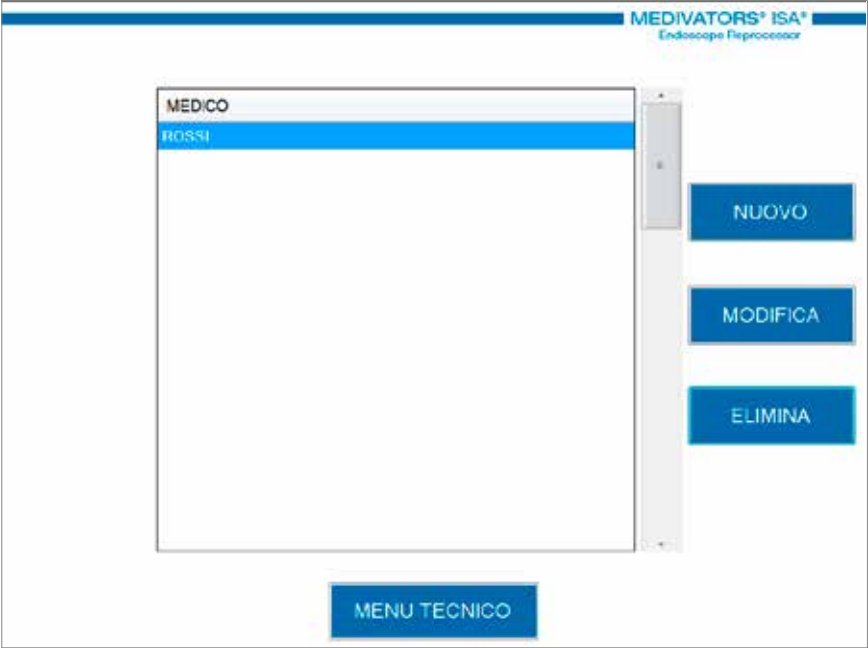 MEDIVATORS® ISA®
Endoscope Reprocessor
MEDICO
ROSSI
NUOVO
MODIFICA
ELIMINA
MENU TECNICO